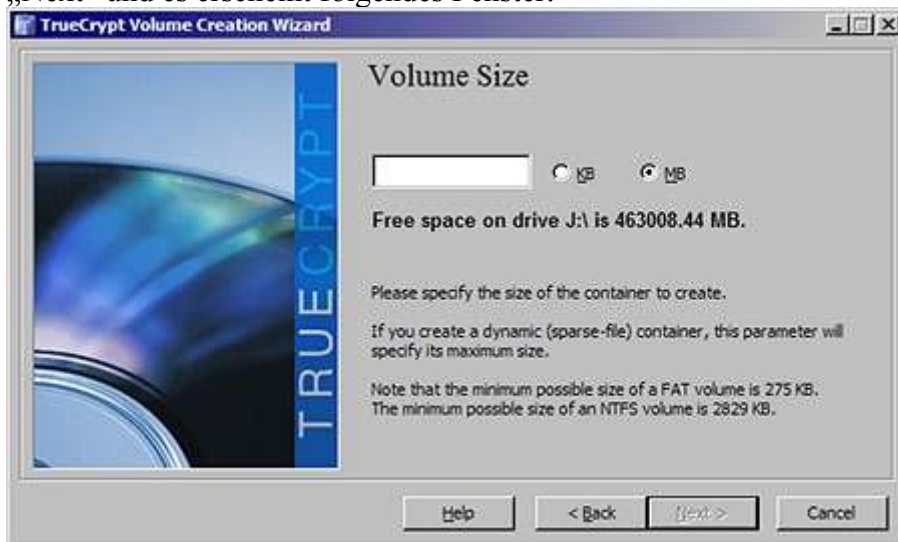 „Next“ und es erscheint folgendes Fenster:
TrueCrypt Volume Creation Wizard
TRUECRYPT
Volume Size
KB MB
Free space on drive J:\ is 463008.44 MB.
Please specify the size of the container to create.
If you create a dynamic (sparse-file) container, this parameter will
specify its maximum size.
Note that the minimum possible size of a FAT volume is 275 KB.
The minimum possible size of an NTFS volume is 2829 KB.
Help < Back Next > Cancel